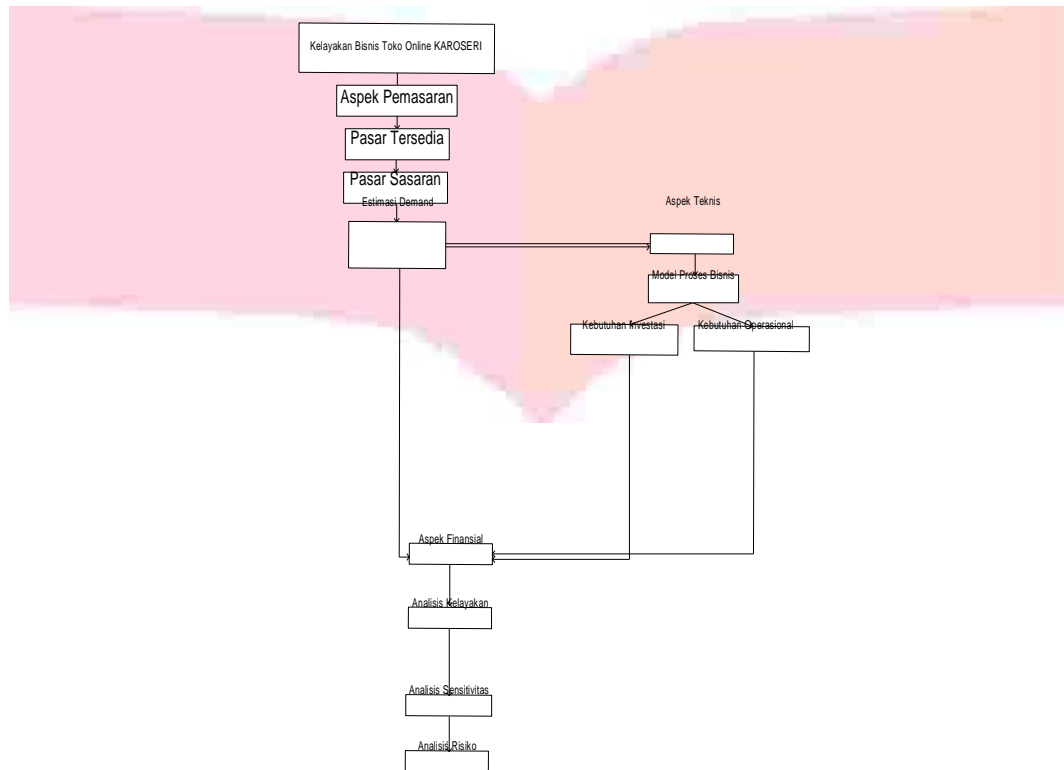 Kelayakan Bisnis Toko Online KAROSERI
Aspek Pemasaran
Pasar Tersedia
Pasar Sasaran
Estimasi Demand
Aspek Teknis
Model Proses Bisnis
Kebutuhan Investasi
Kebutuhan Operasional
Aspek Finansial
Analisis Kelayakan
Analisis Sensitivitas
Analisis Risiko